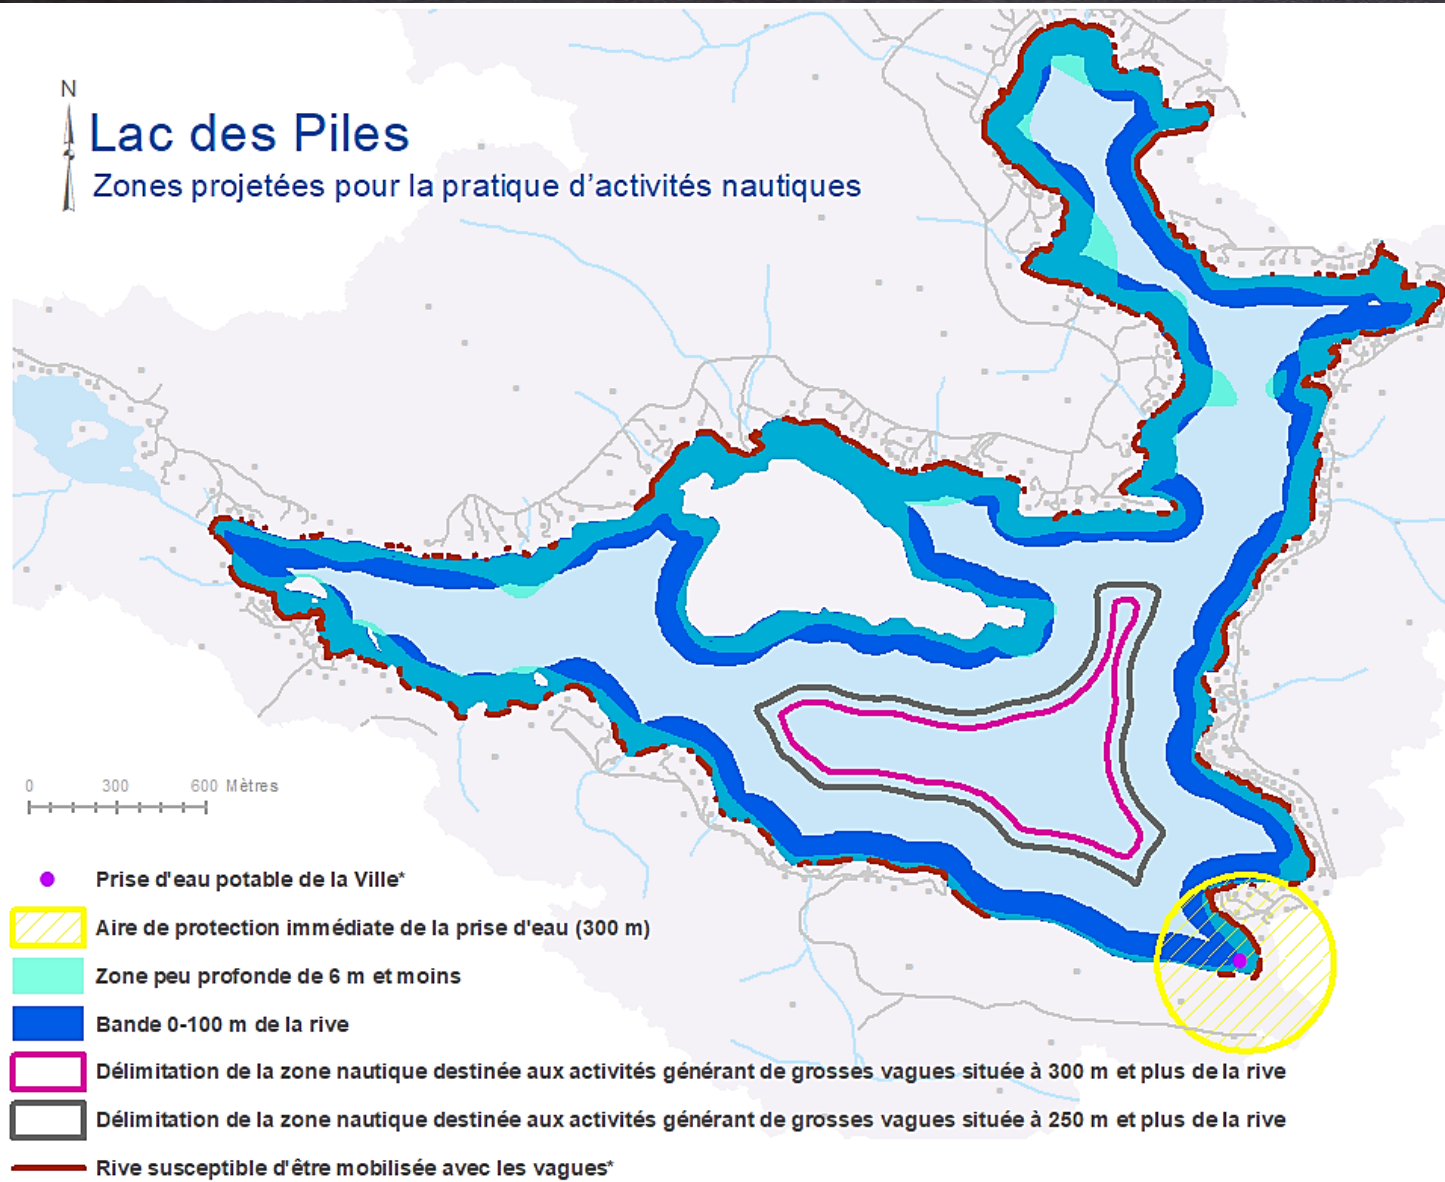 N
Lac des Piles
Zones projetées pour la pratique d'activités nautiques
0 300 600 Mètres
Prise d'eau potable de la Ville*
Aire de protection immédiate de la prise d'eau (300 m)
Zone peu profonde de 6 m et moins
Bande 0-100 m de la rive
Délimitation de la zone nautique destinée aux activités générant de grosses vagues située à 300 m et plus de la rive
Délimitation de la zone nautique destinée aux activités générant de grosses vagues située à 250 m et plus de la rive
Rive susceptible d'être mobilisée avec les vagues*